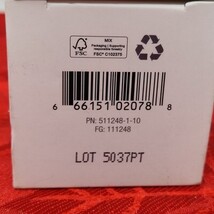 FSC
MIX
Packaging | Supporting
responsible forestry
FSC® C102370
6 66151 02078 8
PN: 511248-1-10
FG: 111248
LOT 5037PT